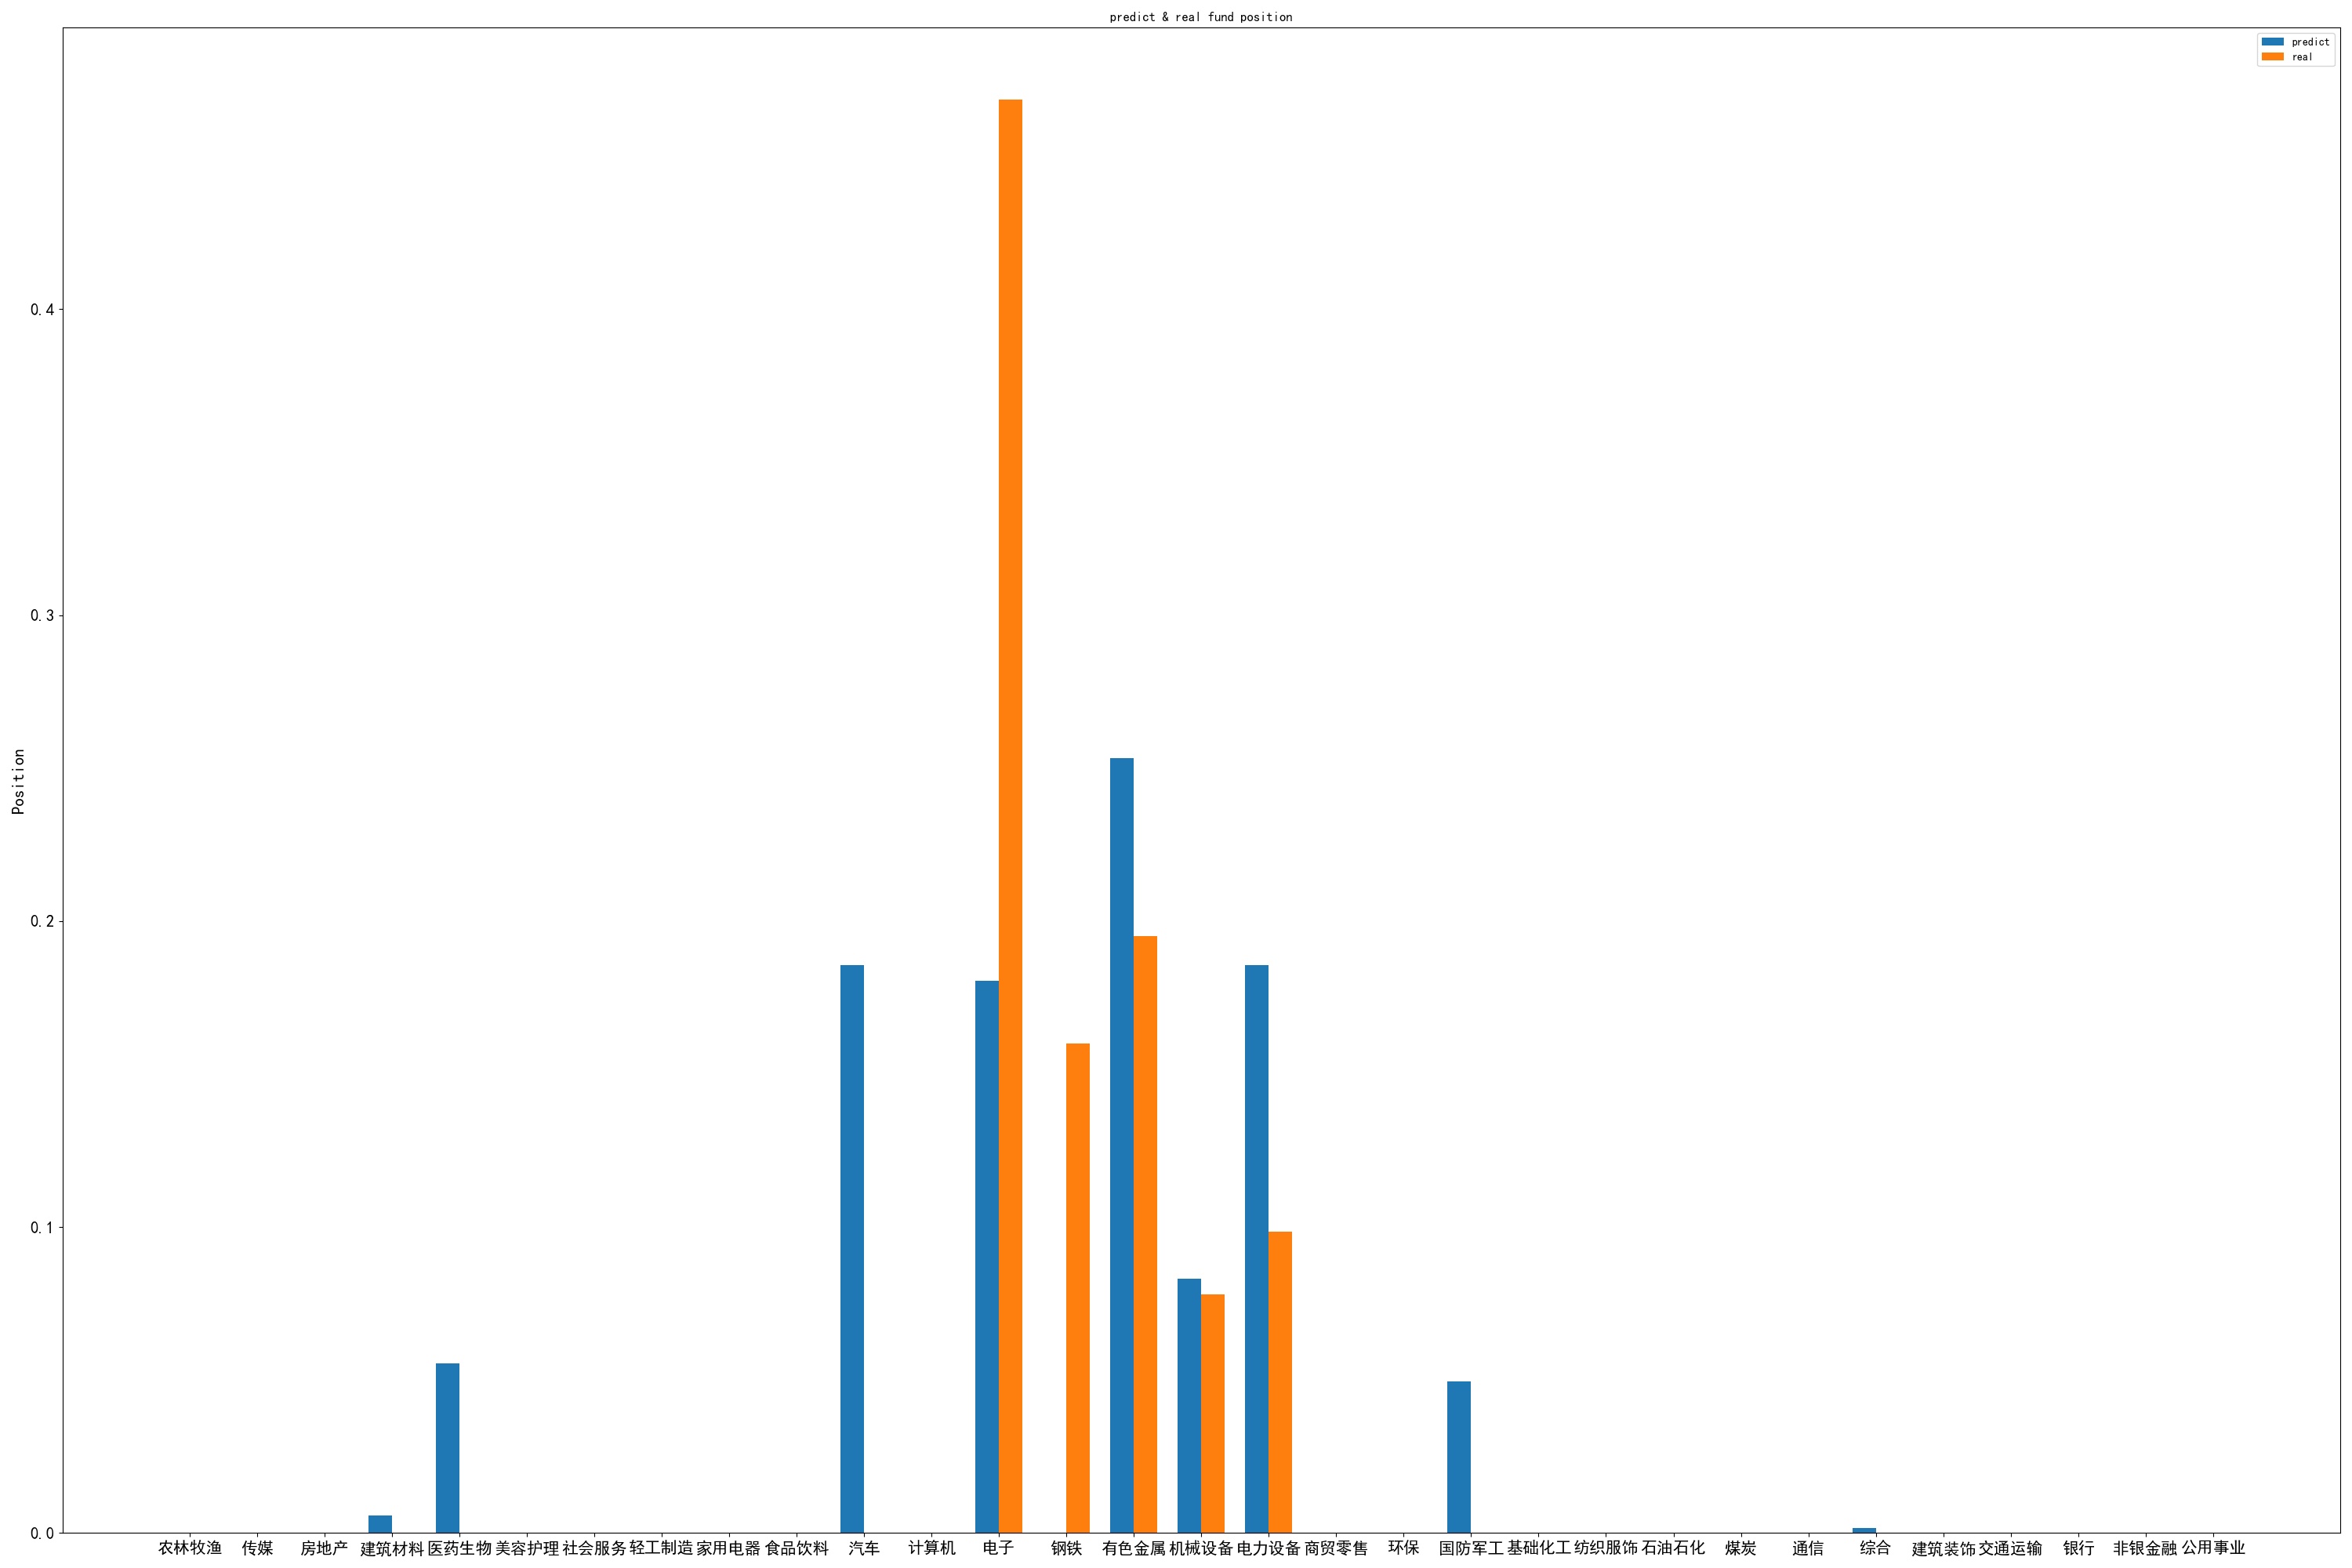 predict & real fund position
predict
real
Position
0.4
0.3
0.2
0.1
0.0
农林牧渔 传媒 房地产 建筑材料 医药生物 美容护理 社会服务 轻工制造 家用电器 食品饮料 汽车 计算机 电子 钢铁 有色金属 机械设备 电力设备 商贸零售 环保 国防军工 基础化工 纺织服饰 石油石化 煤炭 通信 综合 建筑装饰 交通运输 银行 非银金融 公用事业